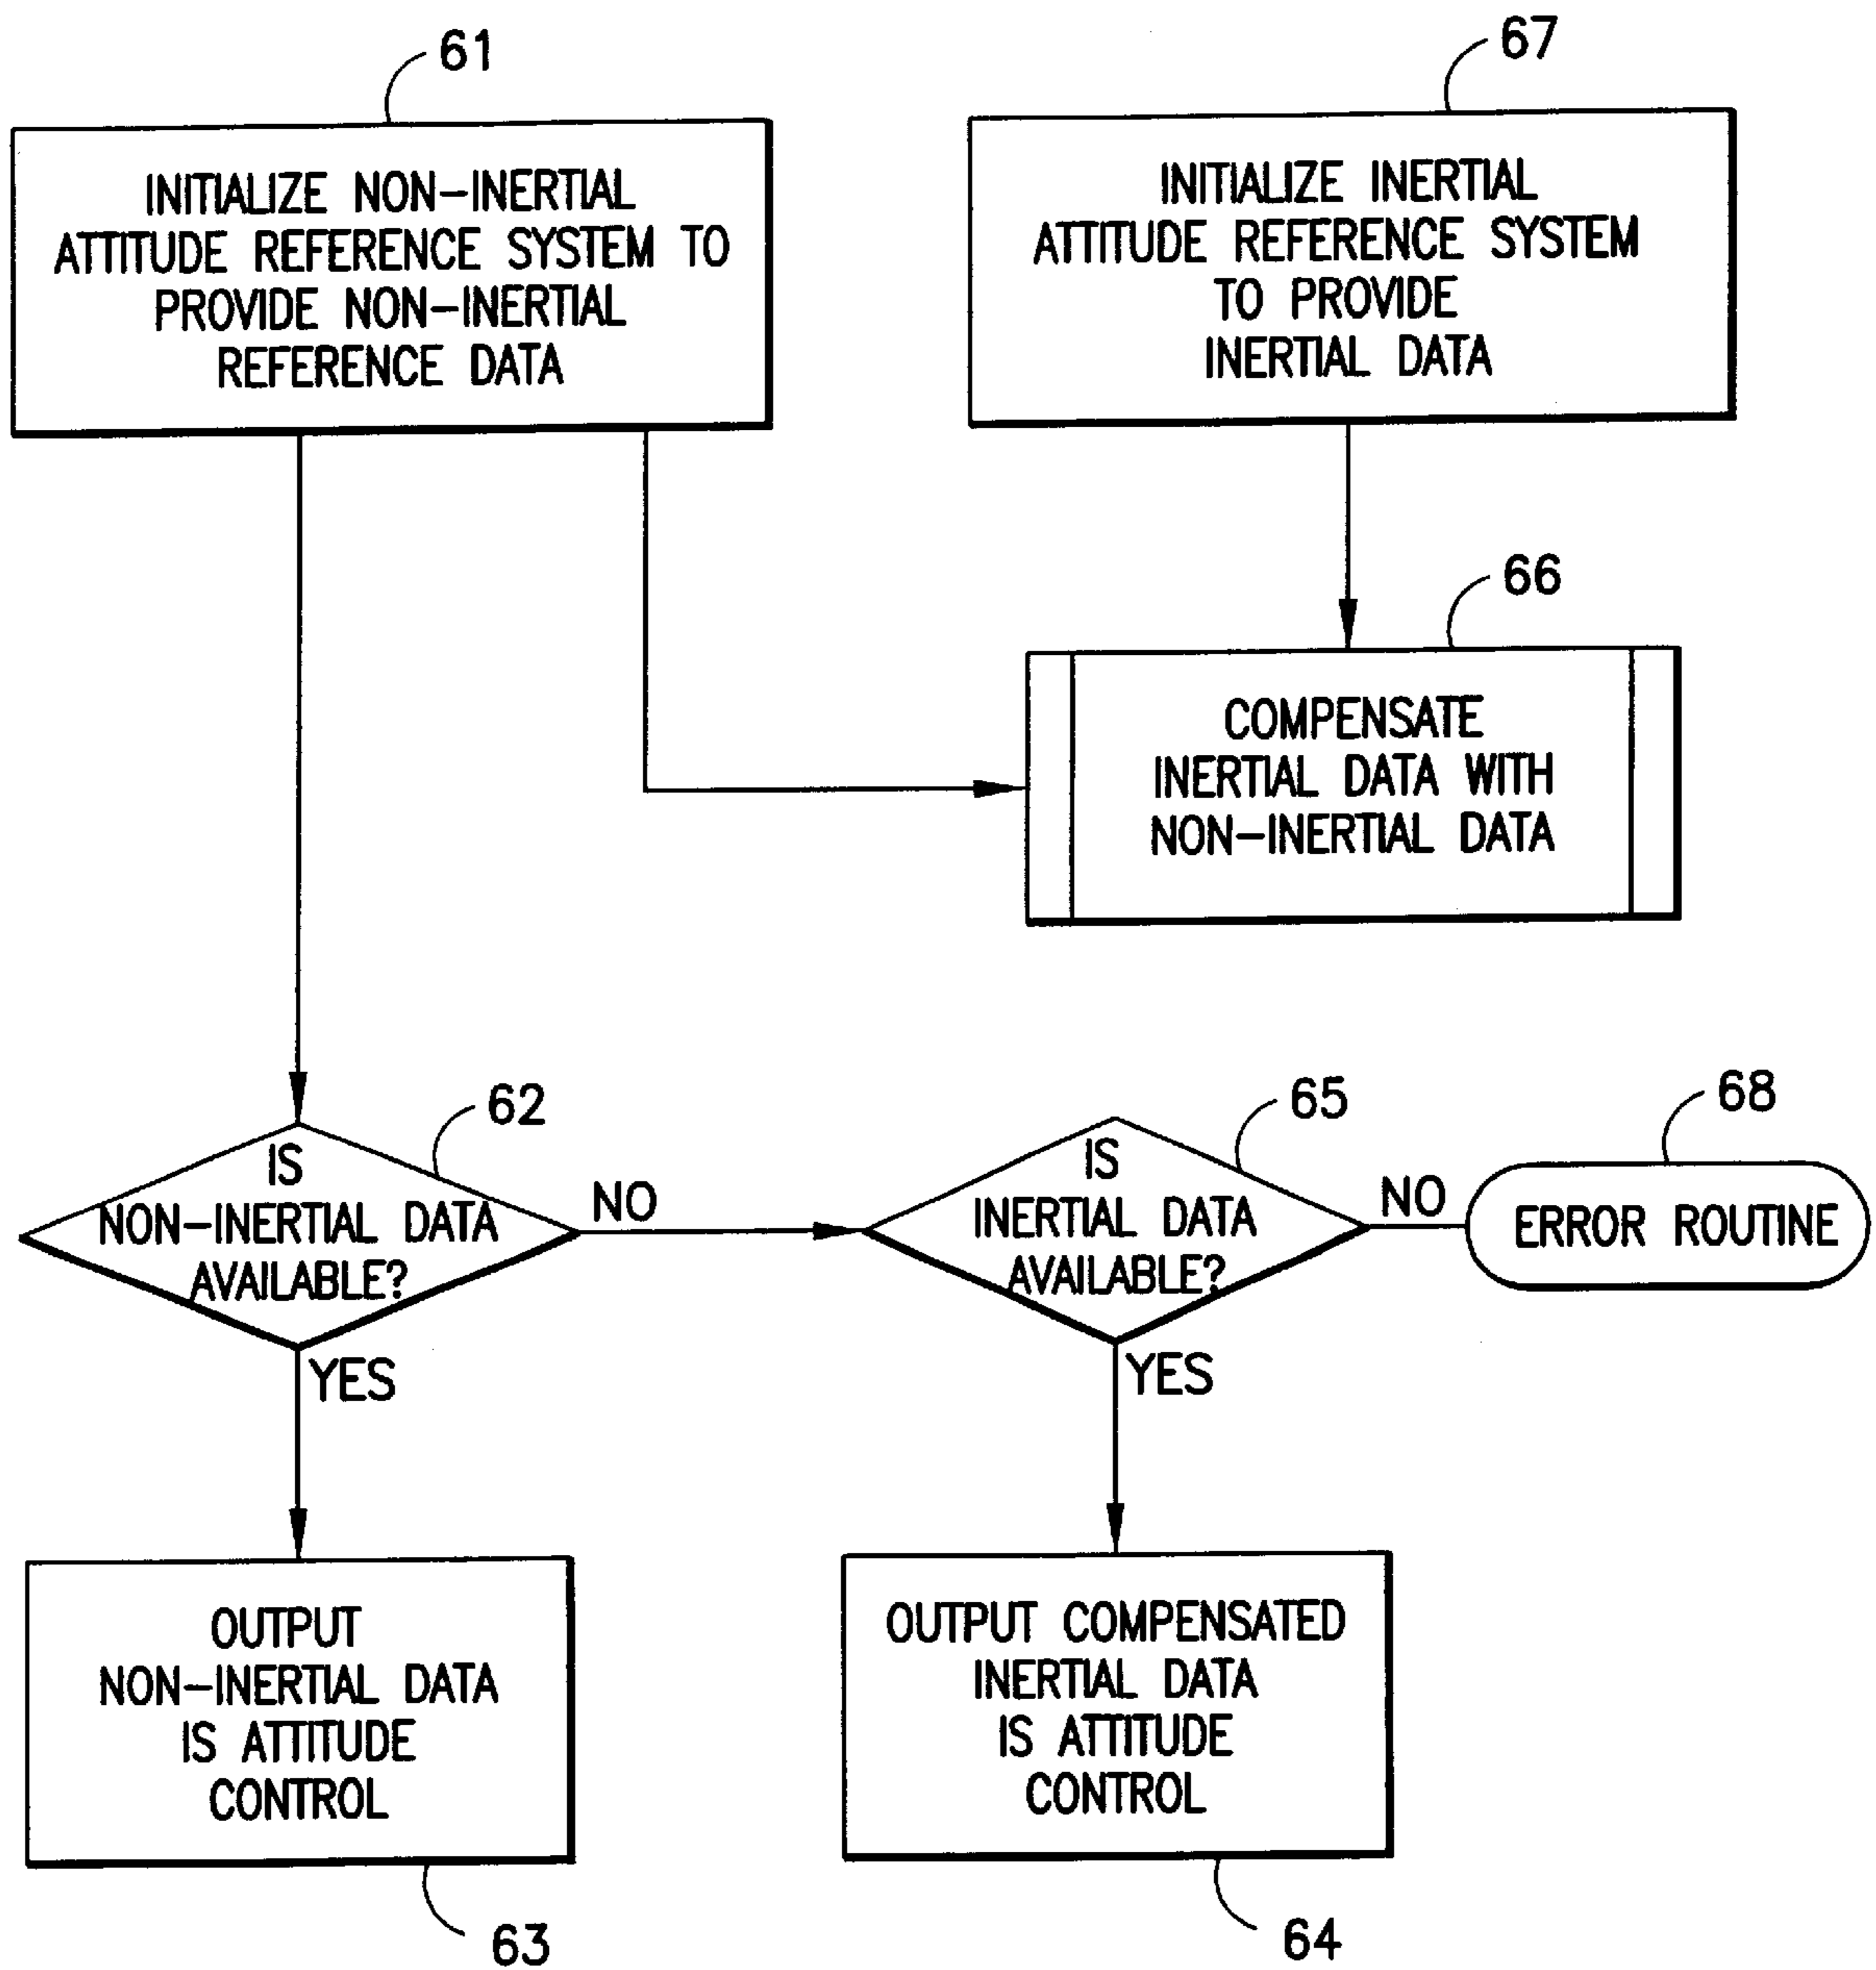 61
INITIALIZE NON-INERTIAL
ATTITUDE REFERENCE SYSTEM TO
PROVIDE NON-INERTIAL
REFERENCE DATA
67
INITIALIZE INERTIAL
ATTITUDE REFERENCE SYSTEM
TO PROVIDE
INERTIAL DATA
66
COMPENSATE
INERTIAL DATA WITH
NON-INERTIAL DATA
62
IS
NON-INERTIAL DATA
AVAILABLE?
NO
YES
65
IS
INERTIAL DATA
AVAILABLE?
NO
YES
68
ERROR ROUTINE
OUTPUT
NON-INERTIAL DATA
IS ATTITUDE
CONTROL
63
OUTPUT COMPENSATED
INERTIAL DATA
IS ATTITUDE
CONTROL
64